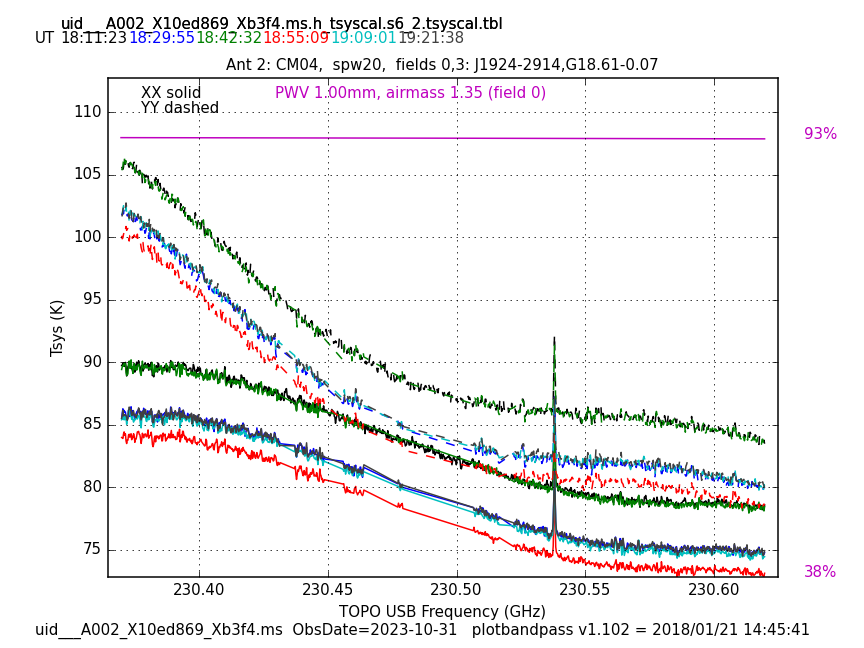 uid___A002_X10ed869_Xb3f4.ms.h_tsyscal.s6_2.tsyscal.tbl
UT 18:11:23 18:29:55 18:42:32 18:55:09 19:09:01 19:21:38
Ant 2: CM04,  spw20,  fields 0,3: J1924-2914,G18.61-0.07
XX solid
YY dashed
PWV 1.00mm, airmass 1.35 (field 0)
93%
38%
110
105
100
95
90
85
80
75
Tsys (K)
230.40 230.45 230.50 230.55 230.60
TOPO USB Frequency (GHz)
uid___A002_X10ed869_Xb3f4.ms  ObsDate=2023-10-31   plotbandpass v1.102 = 2018/01/21 14:45:41